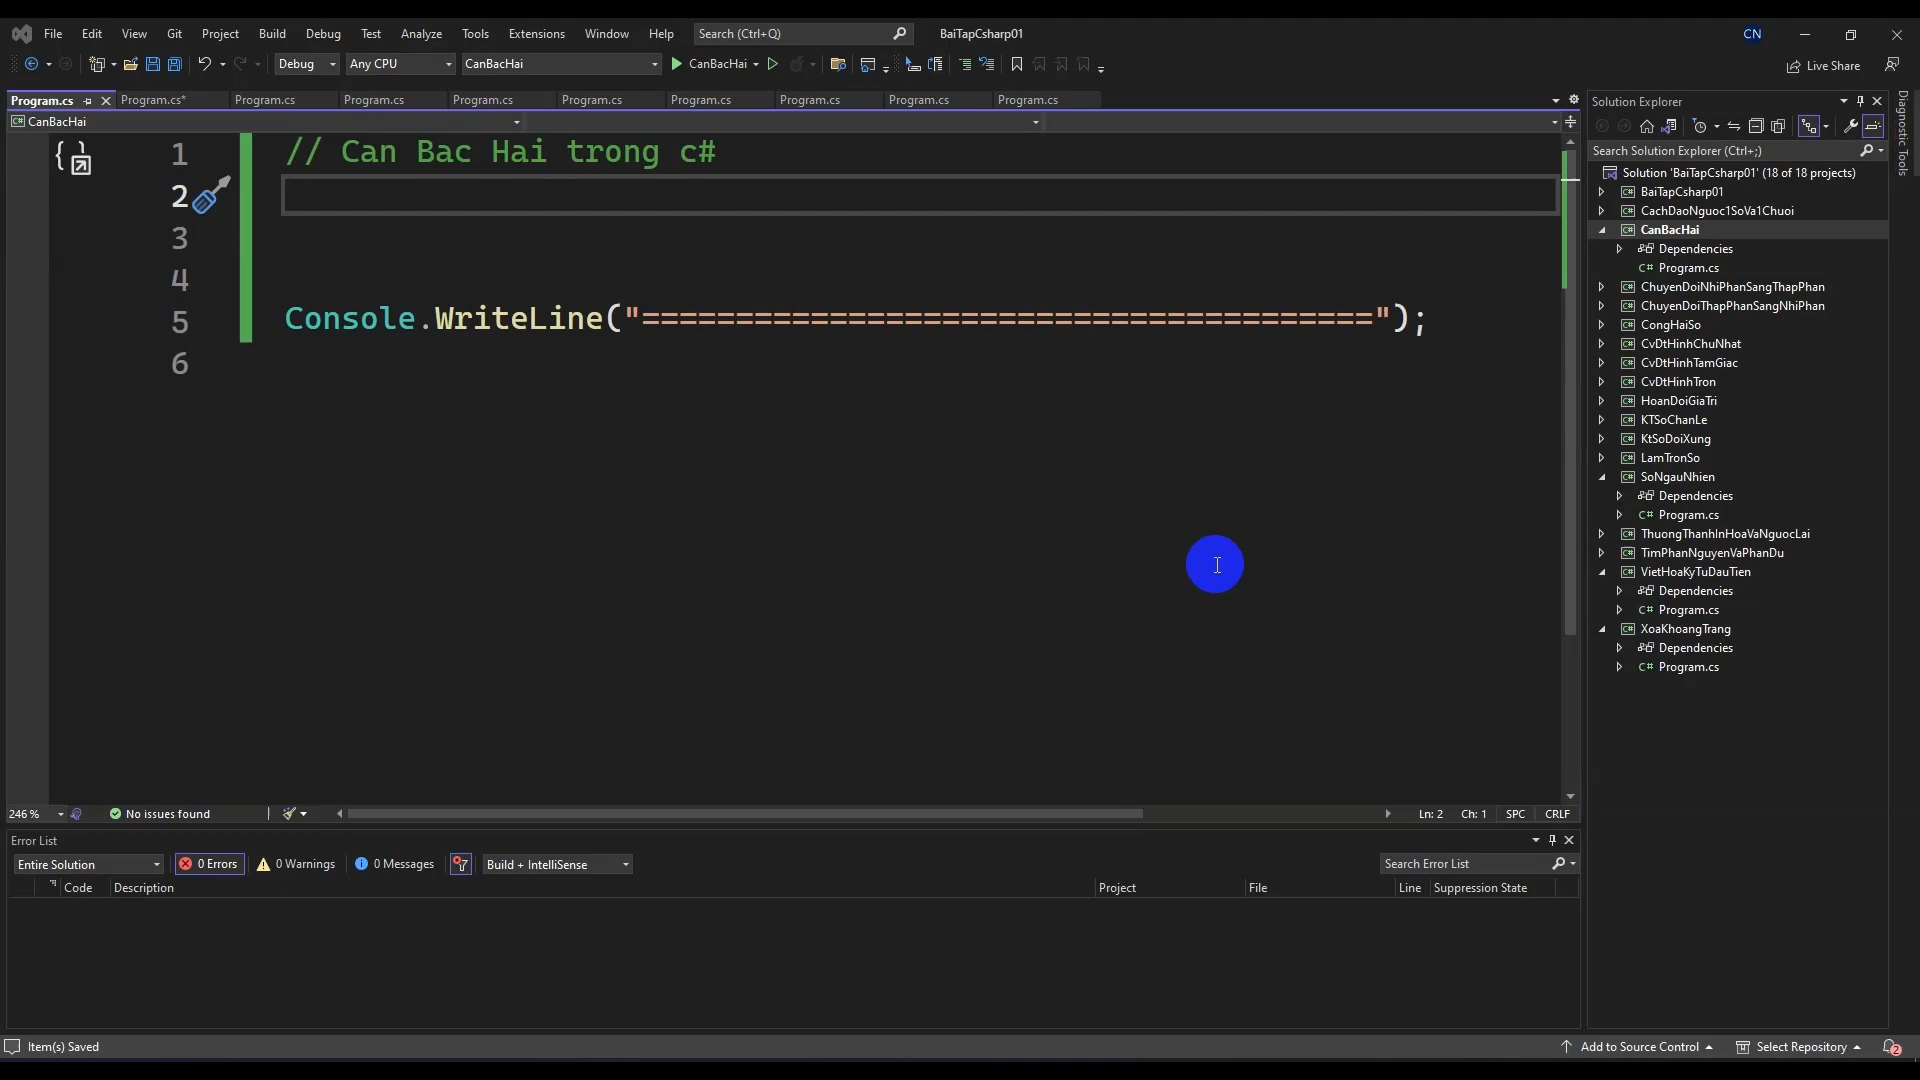 File Edit View Git Project Build Debug Test Analyze Tools Extensions Window Help Search (Ctrl+Q) BaiTapCsharp01 CN
Debug Any CPU CanBacHai CanBacHai Live Share
Program.cs Program.cs* Program.cs Program.cs Program.cs Program.cs Program.cs Program.cs Program.cs Program.cs
CanBacHai
1 // Can Bac Hai trong c#
2
3
4
5 Console.WriteLine("=======================================");
6
246 % No issues found Ln: 2 Ch: 1 SPC CRLF
Error List
Entire Solution 0 Errors 0 Warnings 0 Messages Build + IntelliSense Search Error List
Code Description Project File Line Suppression State
Solution Explorer
Search Solution Explorer (Ctrl+;)
Solution 'BaiTapCsharp01' (18 of 18 projects)
BaiTapCsharp01
CachDaoNguoc1SoVa1Chuoi
CanBacHai
Dependencies
C# Program.cs
ChuyenDoiNhiPhanSangThapPhan
ChuyenDoiThapPhanSangNhiPhan
CongHaiSo
CvDtHinhChuNhat
CvDtHinhTamGiac
CvDtHinhTron
HoanDoiGiaTri
KTSoChanLe
KtSoDoiXung
LamTronSo
SoNgauNhien
Dependencies
C# Program.cs
ThuongThanhInHoaVaNguocLai
TimPhanNguyenVaPhanDu
VietHoaKyTuDauTien
Dependencies
C# Program.cs
XoaKhoangTrang
Dependencies
C# Program.cs
Diagnostic Tools
Item(s) Saved Add to Source Control Select Repository 2